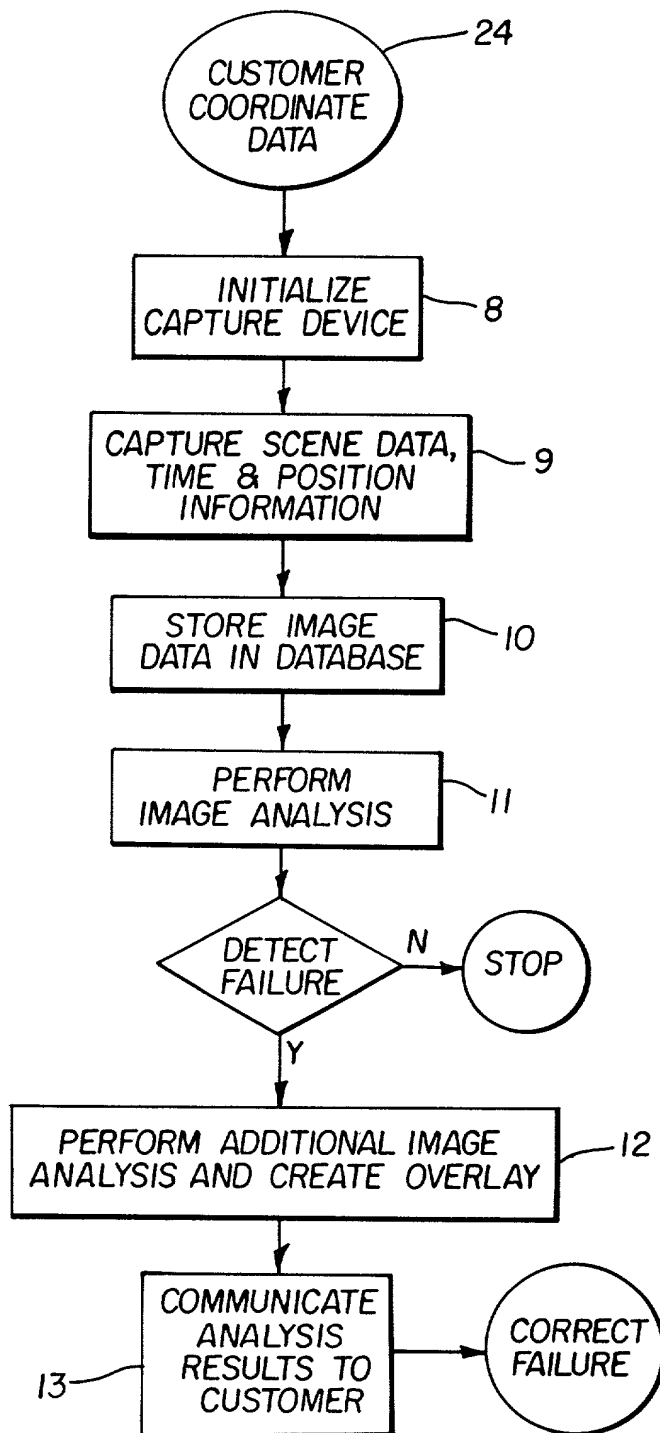 24
CUSTOMER
COORDINATE
DATA
INITIALIZE
CAPTURE DEVICE
8
CAPTURE SCENE DATA,
TIME & POSITION
INFORMATION
9
STORE IMAGE
DATA IN DATABASE
10
PERFORM
IMAGE ANALYSIS
11
DETECT
FAILURE
N
STOP
Y
PERFORM ADDITIONAL IMAGE
ANALYSIS AND CREATE OVERLAY
12
COMMUNICATE
ANALYSIS
RESULTS TO
CUSTOMER
13
CORRECT
FAILURE